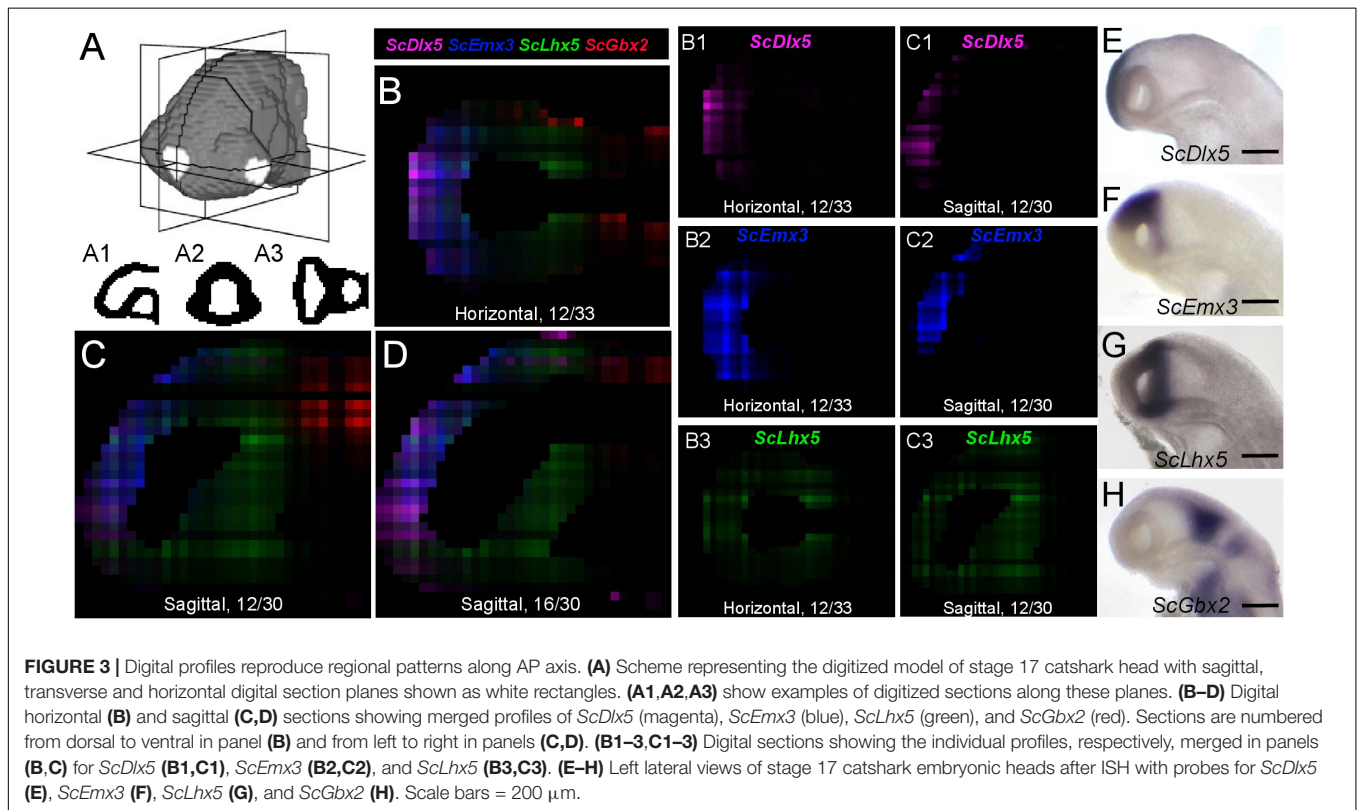 A
A1 A2 A3
ScDlx5 ScEmx3 ScLhx5 ScGbx2
B
Horizontal, 12/33
C
Sagittal, 12/30
D
Sagittal, 16/30
B1 ScDlx5
Horizontal, 12/33
C1 ScDlx5
Sagittal, 12/30
B2 ScEmx3
Horizontal, 12/33
C2 ScEmx3
Sagittal, 12/30
B3 ScLhx5
Horizontal, 12/33
C3 ScLhx5
Sagittal, 12/30
E
ScDlx5
F
ScEmx3
G
ScLhx5
H
ScGbx2
FIGURE 3 | Digital profiles reproduce regional patterns along AP axis. (A) Scheme representing the digitized model of stage 17 catshark head with sagittal,
transverse and horizontal digital section planes shown as white rectangles. (A1,A2,A3) show examples of digitized sections along these planes. (B–D) Digital
horizontal (B) and sagittal (C,D) sections showing merged profiles of ScDlx5 (magenta), ScEmx3 (blue), ScLhx5 (green), and ScGbx2 (red). Sections are numbered
from dorsal to ventral in panel (B) and from left to right in panels (C,D). (B1–3,C1–3) Digital sections showing the individual profiles, respectively, merged in panels
(B,C) for ScDlx5 (B1,C1), ScEmx3 (B2,C2), and ScLhx5 (B3,C3). (E–H) Left lateral views of stage 17 catshark embryonic heads after ISH with probes for ScDlx5
(E), ScEmx3 (F), ScLhx5 (G), and ScGbx2 (H). Scale bars = 200 μm.